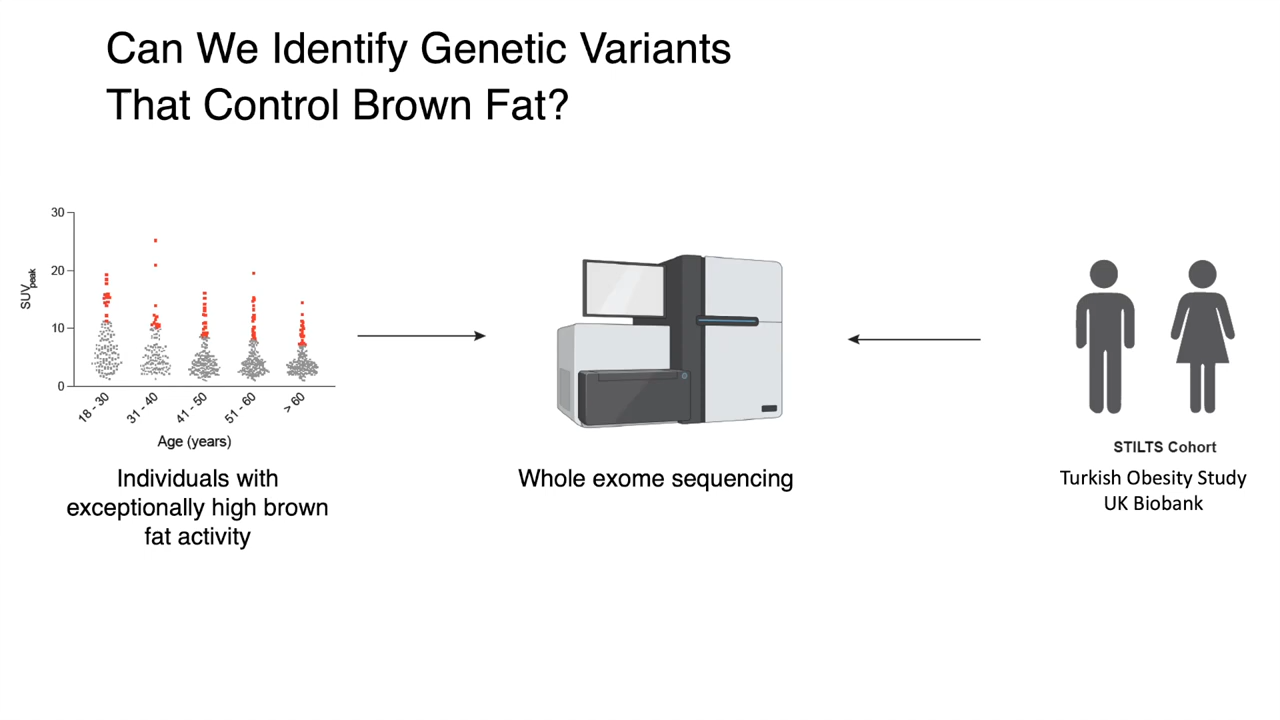 Can We Identify Genetic Variants
That Control Brown Fat?
30
20
10
0
SUVpeak
18 - 30
31 - 40
41 - 50
51 - 60
> 60
Age (years)
Individuals with
exceptionally high brown
fat activity
Whole exome sequencing
STILTS Cohort
Turkish Obesity Study
UK Biobank